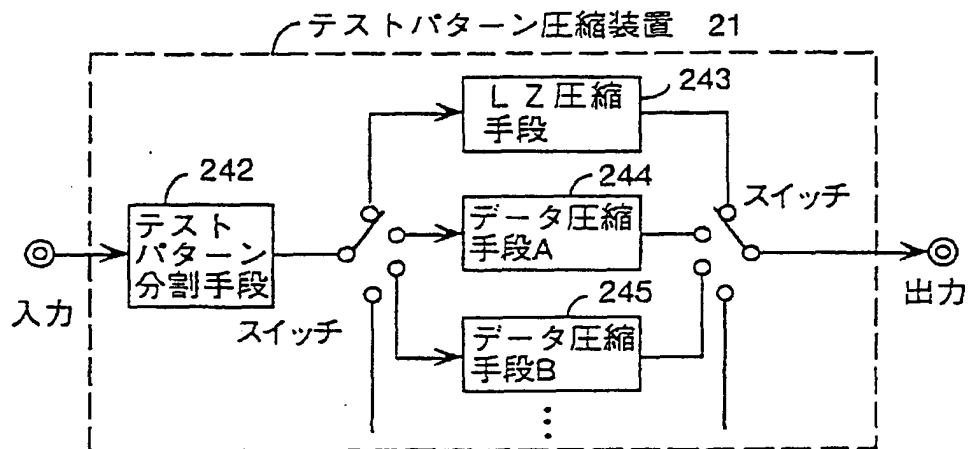 テストパターン圧縮装置 21
243
LZ圧縮
手段
242
テスト
パターン
分割手段
244
データ圧縮
手段A
スイッチ
入力
スイッチ
245
データ圧縮
手段B
出力